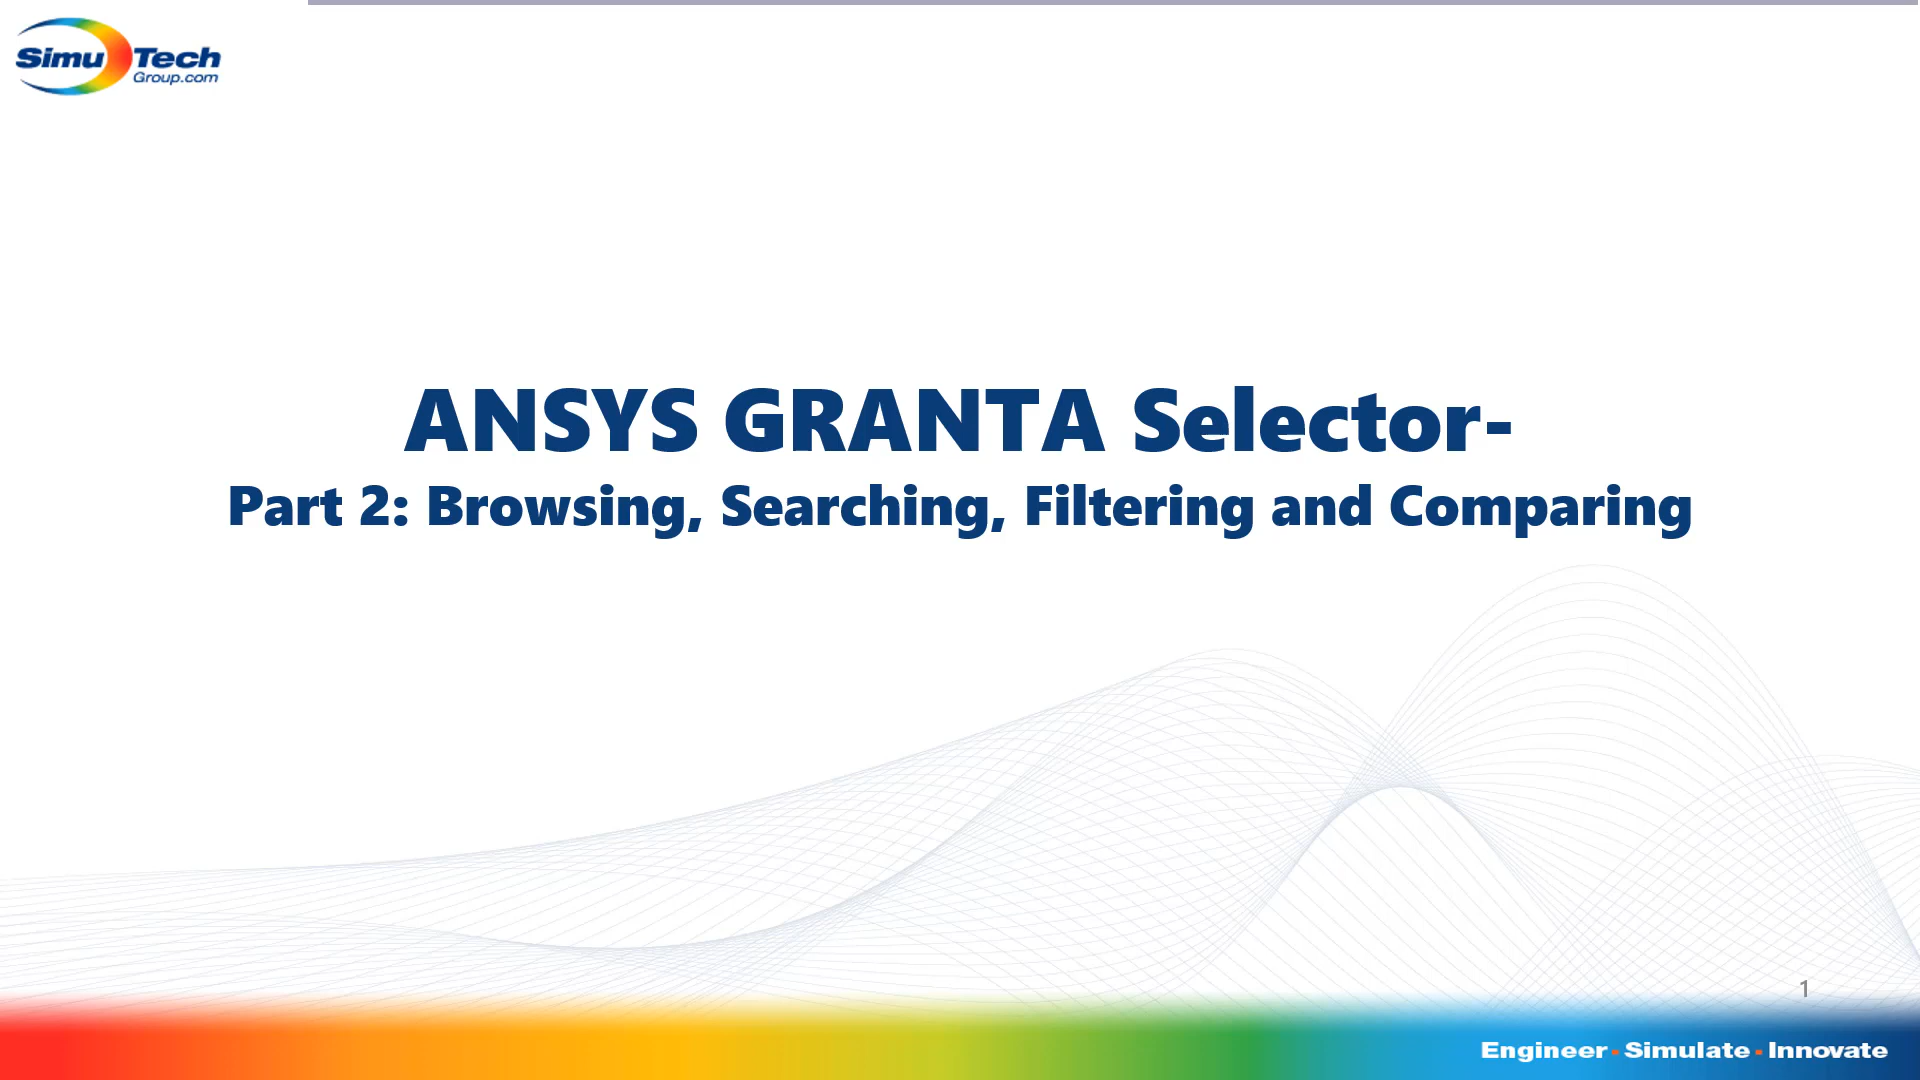 Simu Tech
Group.com
ANSYS GRANTA Selector-
Part 2: Browsing, Searching, Filtering and Comparing
1
Engineer ▪ Simulate ▪ Innovate